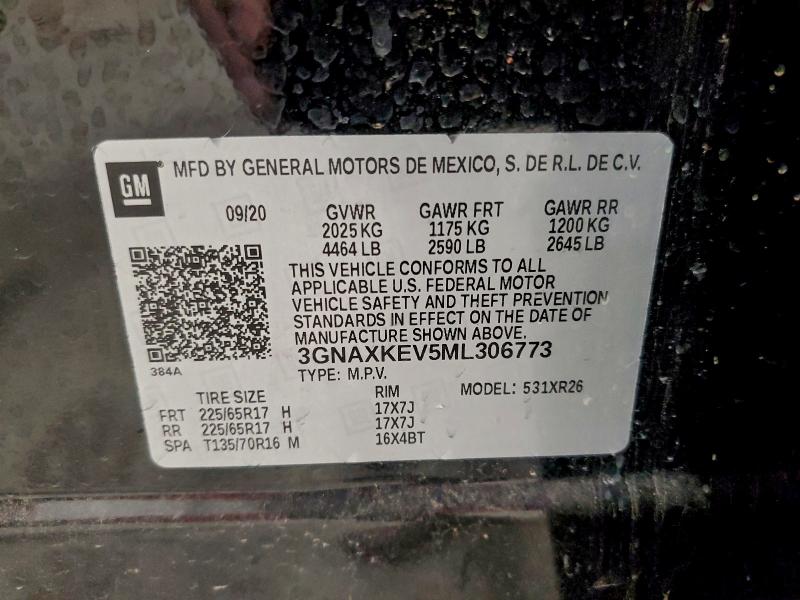 GM
MFD BY GENERAL MOTORS DE MEXICO, S. DE R.L. DE C.V.
09/20 GVWR GAWR FRT GAWR RR
2025 KG 1175 KG 1200 KG
4464 LB 2590 LB 2645 LB
THIS VEHICLE CONFORMS TO ALL
APPLICABLE U.S. FEDERAL MOTOR
VEHICLE SAFETY AND THEFT PREVENTION
STANDARDS IN EFFECT ON THE DATE OF
MANUFACTURE SHOWN ABOVE.
3GNAXKEV5ML306773
384A
TYPE: M.P.V.
TIRE SIZE RIM MODEL: 531XR26
FRT 225/65R17 H 17X7J
RR 225/65R17 H 17X7J
SPA T135/70R16 M 16X4BT